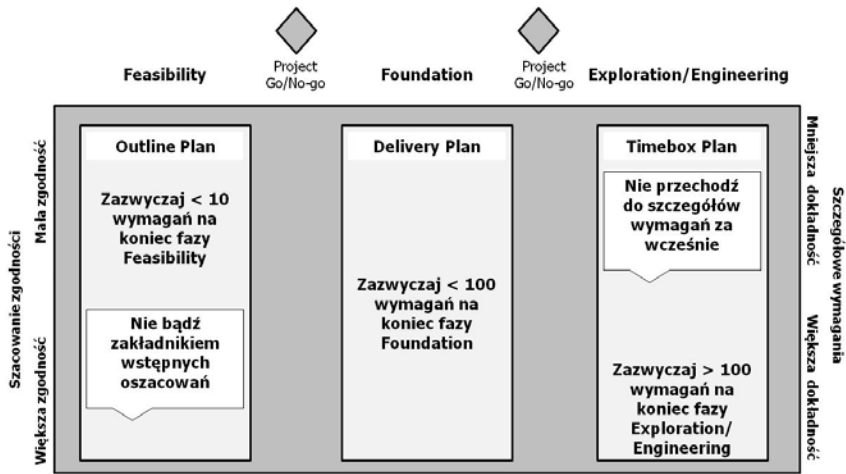 Project
Go/No-go
Project
Go/No-go
Feasibility
Foundation
Exploration/Engineering
Szacowanie zgodności
Mała zgodność
Większa zgodność
Outline Plan
Zazwyczaj < 10
wymagań na
koniec fazy
Feasibility
Nie bądź
zakładnikiem
wstępnych
oszacowań
Delivery Plan
Zazwyczaj < 100
wymagań na
koniec fazy
Foundation
Timebox Plan
Nie przechodź
do szczegółów
wymagań za
wcześnie
Zazwyczaj > 100
wymagań na
koniec fazy
Exploration/
Engineering
Mniejsza dokładność
Większa dokładność
Szczegółowe wymagania